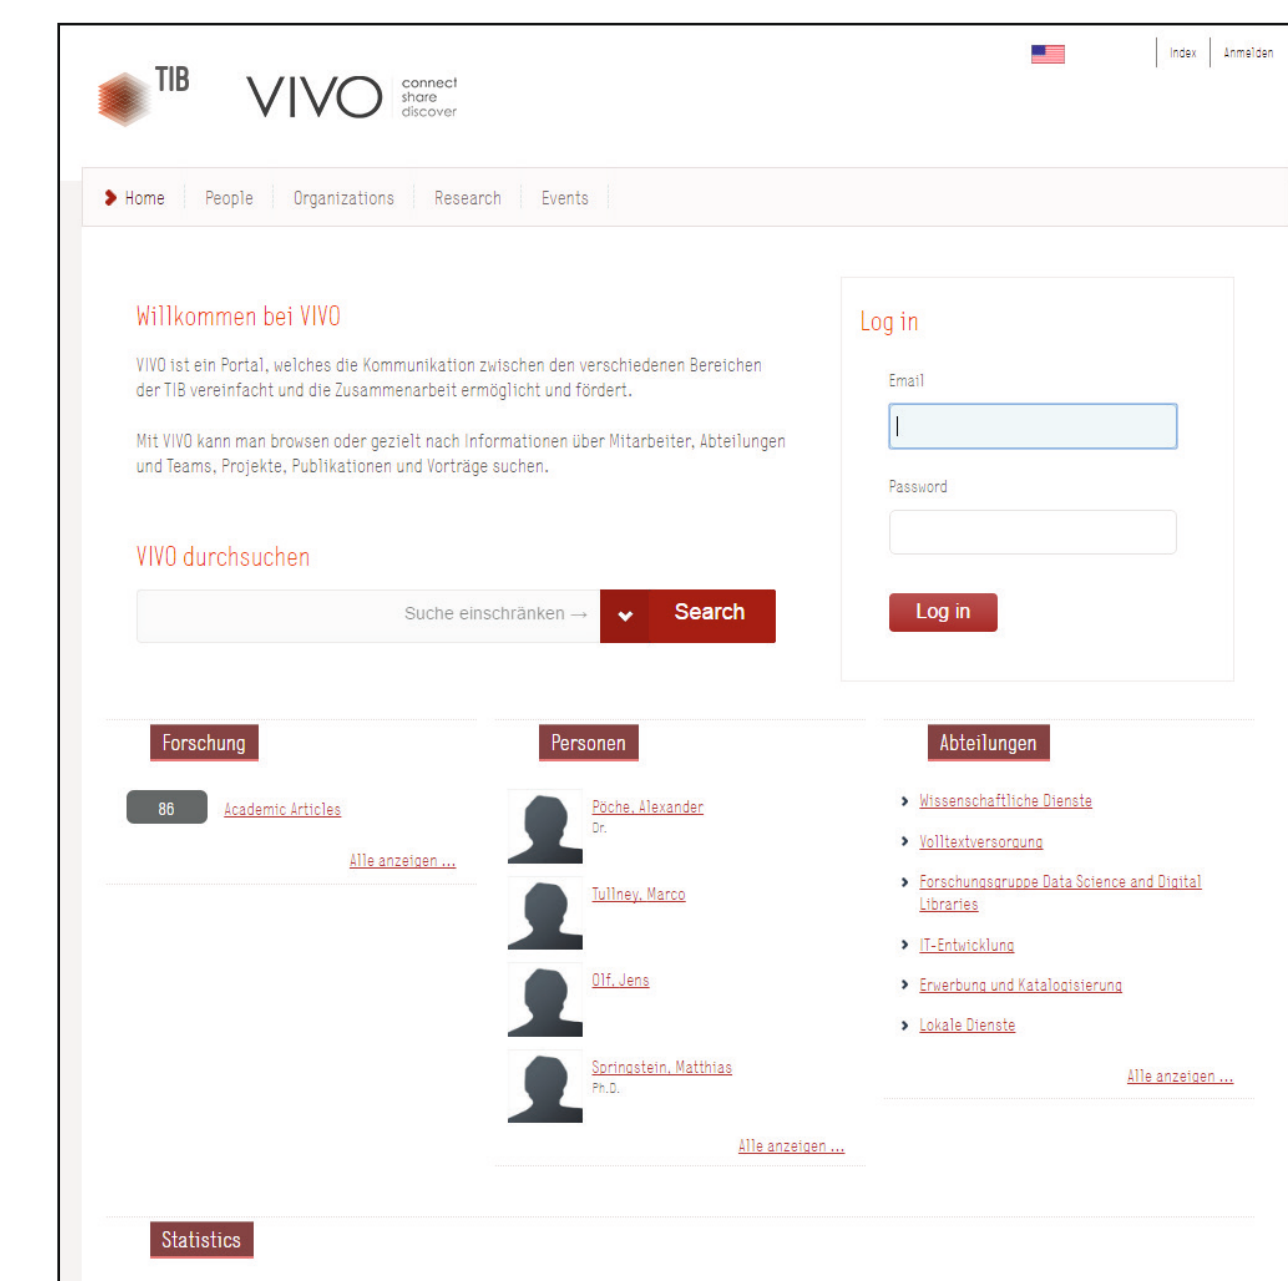 TIB
VIVO
connect
share
discover
Index
Anmelden
Home
People
Organizations
Research
Events
Willkommen bei VIVO
VIVO ist ein Portal, welches die Kommunikation zwischen den verschiedenen Bereichen
der TIB vereinfacht und die Zusammenarbeit ermöglicht und fördert.
Mit VIVO kann man browsen oder gezielt nach Informationen über Mitarbeiter, Abteilungen
und Teams, Projekte, Publikationen und Vorträge suchen.
VIVO durchsuchen
Suche einschränken →
Search
Log in
Email
Password
Log in
Forschung
86
Academic Articles
Alle anzeigen ...
Personen
Pöche, Alexander
Dr.
Tullney, Marco
Olf, Jens
Springstein, Matthias
Ph.D.
Alle anzeigen ...
Abteilungen
Wissenschaftliche Dienste
Volltextversorgung
Forschungsgruppe Data Science and Digital
Libraries
IT-Entwicklung
Erwerbung und Katalogisierung
Lokale Dienste
Alle anzeigen ...
Statistics